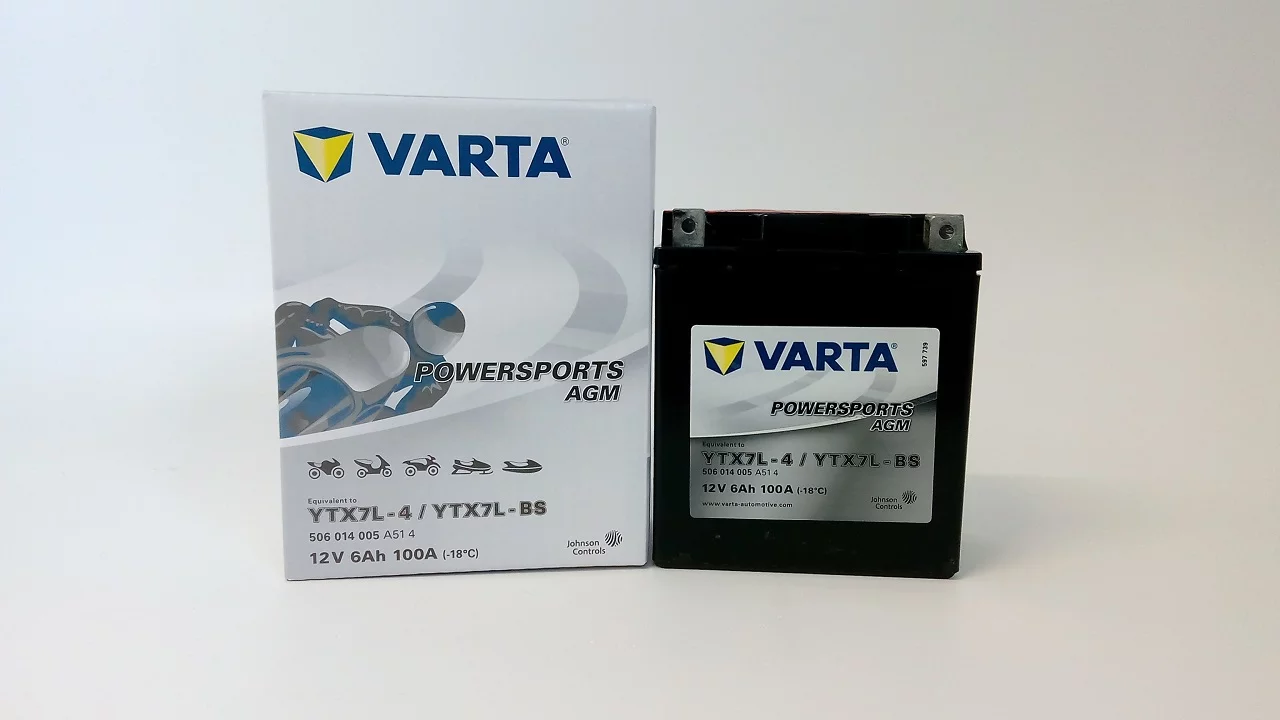 VARTA®
POWERSPORTS
AGM
Equivalent to
YTX7L-4 / YTX7L-BS
506 014 005 A51 4
12V 6Ah 100A (-18°C)
Johnson
Controls
VARTA®
597 739
POWERSPORTS
AGM
Equivalent to
YTX7L-4 / YTX7L-BS
506 014 005 A51 4
12V 6Ah 100A (-18°C)
www.varta-automotive.com
Johnson
Controls